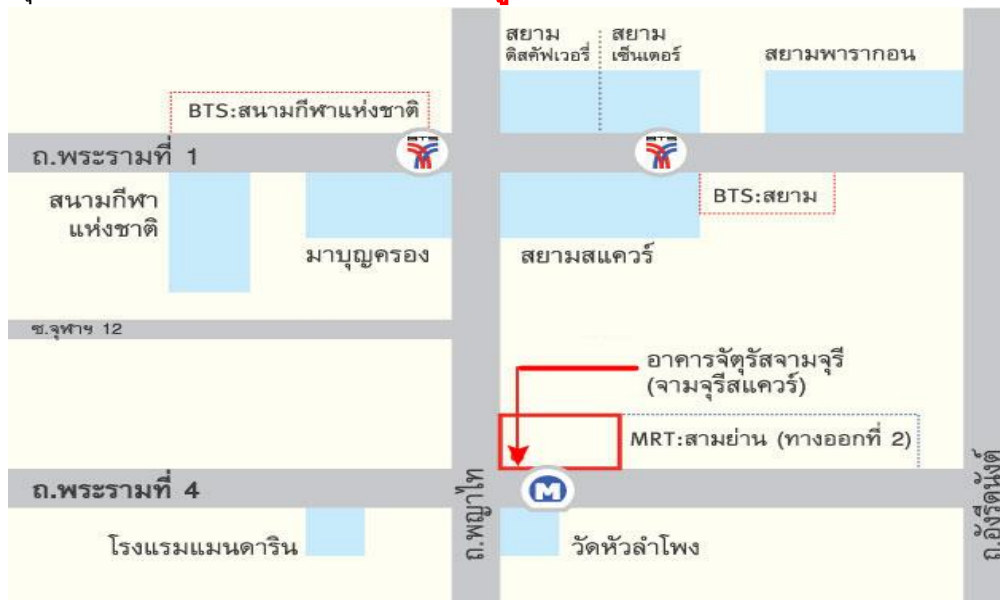 สยาม
ดิสคัฟเวอรี่
สยาม
เซ็นเตอร์
สยามพารากอน
BTS:สนามกีฬาแห่งชาติ
ถ.พระรามที่ 1
สนามกีฬา
แห่งชาติ
มาบุญครอง
สยามสแควร์
BTS:สยาม
ซ.จุฬาฯ 12
อาคารจัตุรัสจามจุรี
(จามจุรีสแควร์)
MRT:สามย่าน (ทางออกที่ 2)
ถ.พระรามที่ 4
M
ถ.พญาไท
ถ.อังรีดูนังต์
โรงแรมแมนดาริน
วัดหัวลำโพง